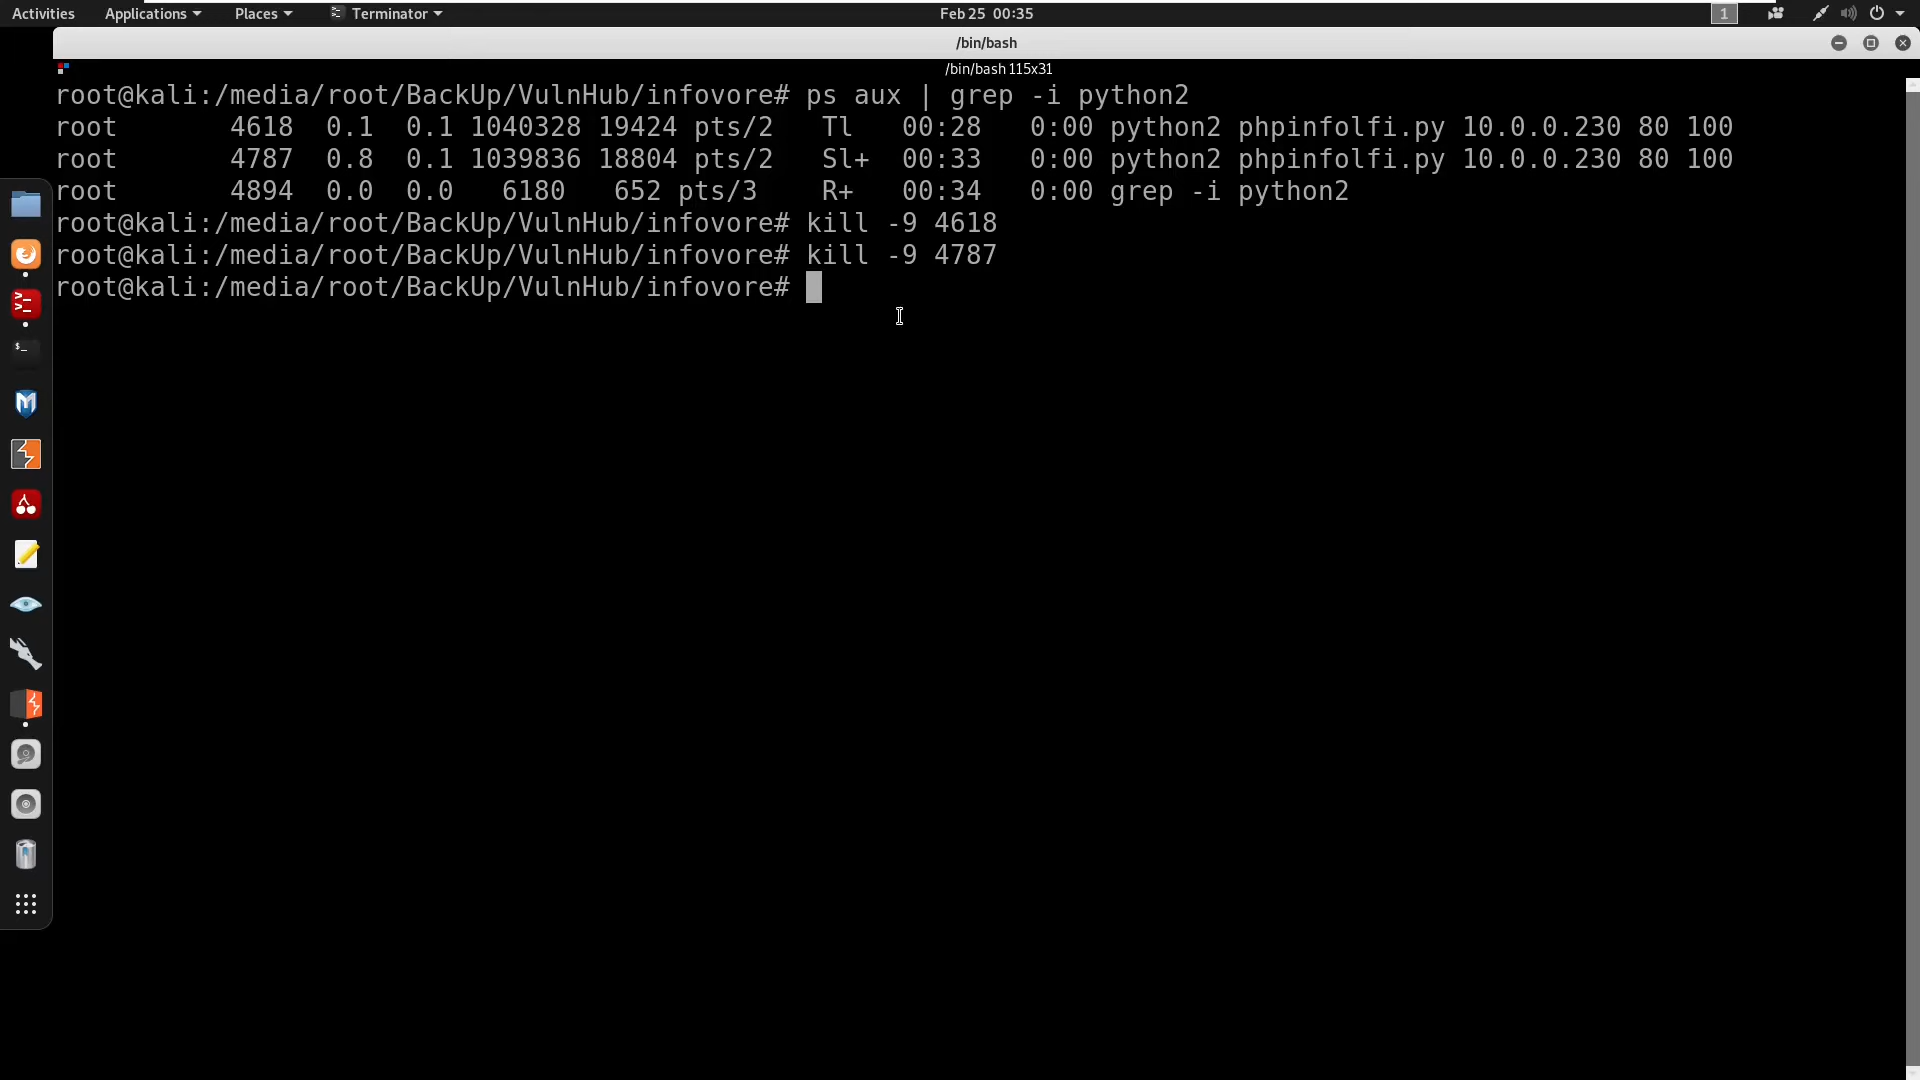 Activities Applications Places Terminator Feb 25 00:35 1
/bin/bash
/bin/bash 115x31
root@kali:/media/root/BackUp/VulnHub/infovore# ps aux | grep -i python2
root 4618 0.1 0.1 1040328 19424 pts/2 Tl 00:28 0:00 python2 phpinfolfi.py 10.0.0.230 80 100
root 4787 0.8 0.1 1039836 18804 pts/2 Sl+ 00:33 0:00 python2 phpinfolfi.py 10.0.0.230 80 100
root 4894 0.0 0.0 6180 652 pts/3 R+ 00:34 0:00 grep -i python2
root@kali:/media/root/BackUp/VulnHub/infovore# kill -9 4618
root@kali:/media/root/BackUp/VulnHub/infovore# kill -9 4787
root@kali:/media/root/BackUp/VulnHub/infovore#